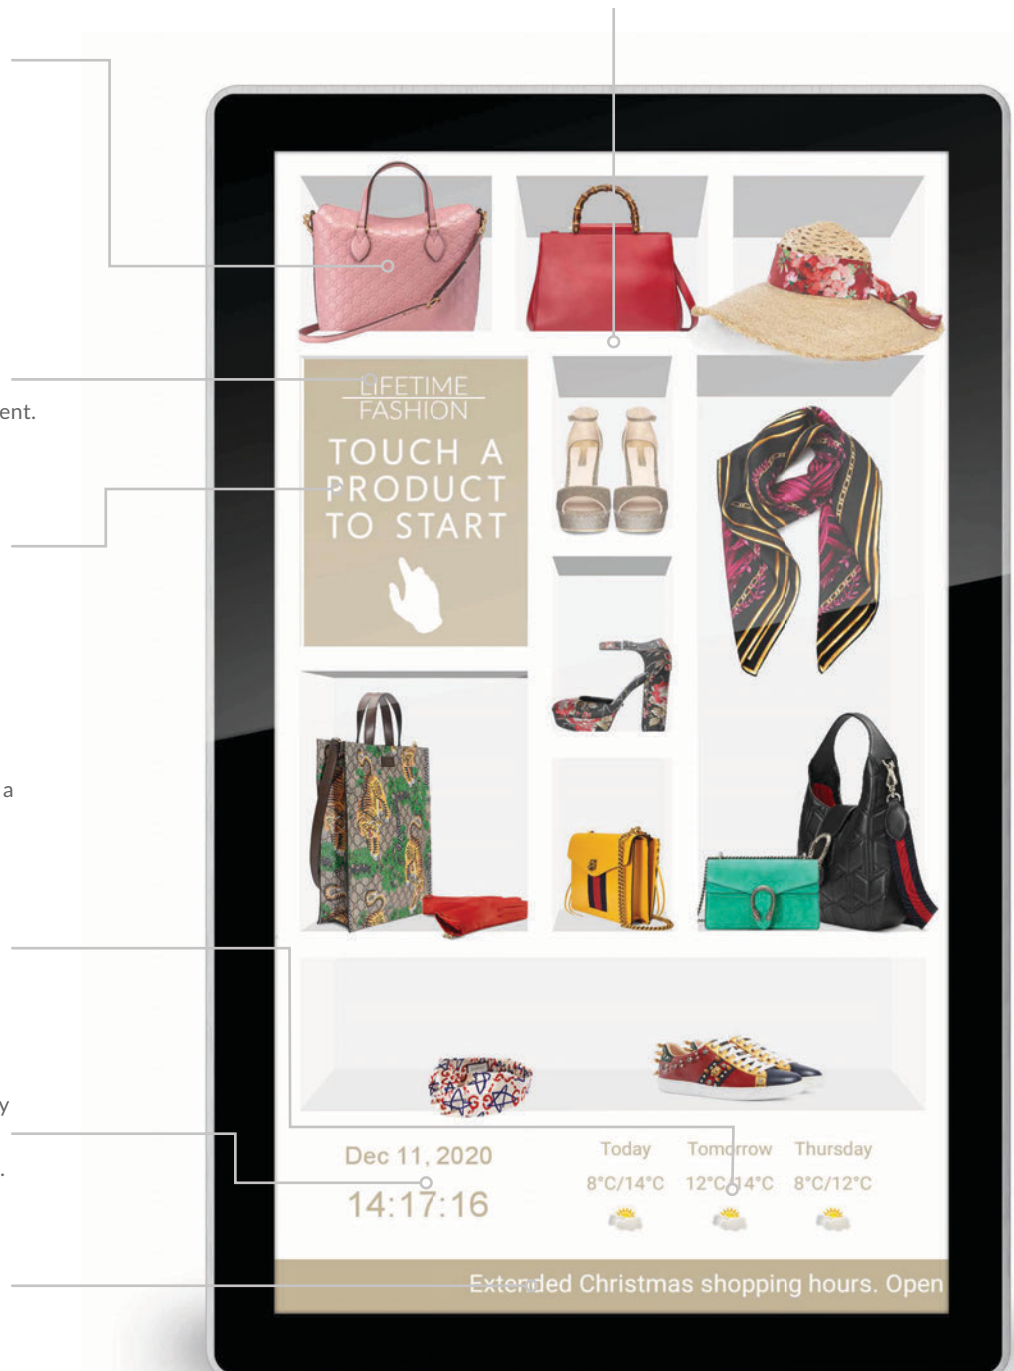 ent.
LIFETIME
FASHION
TOUCH A
PRODUCT
TO START
a
y
.
Dec 11, 2020
14:17:16
Today Tomorrow Thursday
8°C/14°C 12°C/14°C 8°C/12°C
Extended Christmas shopping hours. Open